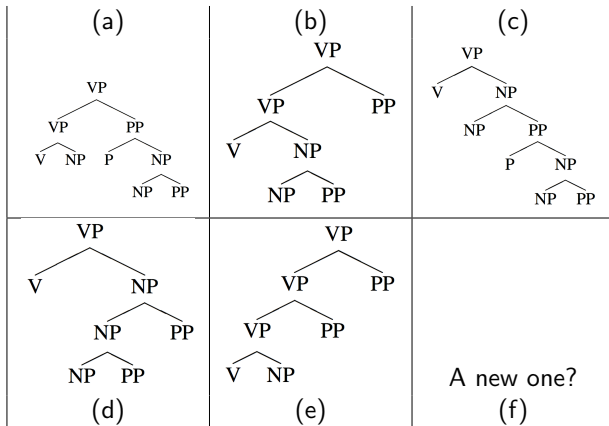 (a) (b) (c)
VP
VP PP
V NP P NP
NP PP
VP
VP PP
V NP
NP PP
VP
V NP
NP PP
P NP
NP PP
VP
V NP
NP PP
NP PP
VP
VP PP
VP PP
V NP
A new one?
(d) (e) (f)